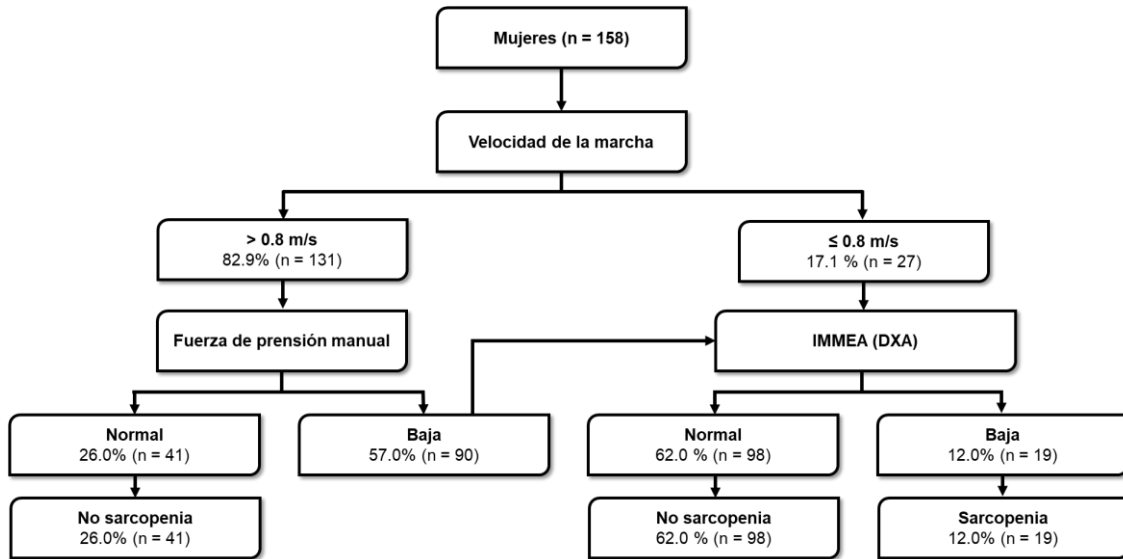 Mujeres (n = 158)
Velocidad de la marcha
> 0.8 m/s
82.9% (n = 131)
≤ 0.8 m/s
17.1 % (n = 27)
Fuerza de prensión manual
IMMEA (DXA)
Normal
26.0% (n = 41)
Baja
57.0% (n = 90)
Normal
62.0 % (n = 98)
Baja
12.0% (n = 19)
No sarcopenia
26.0% (n = 41)
No sarcopenia
62.0 % (n = 98)
Sarcopenia
12.0% (n = 19)